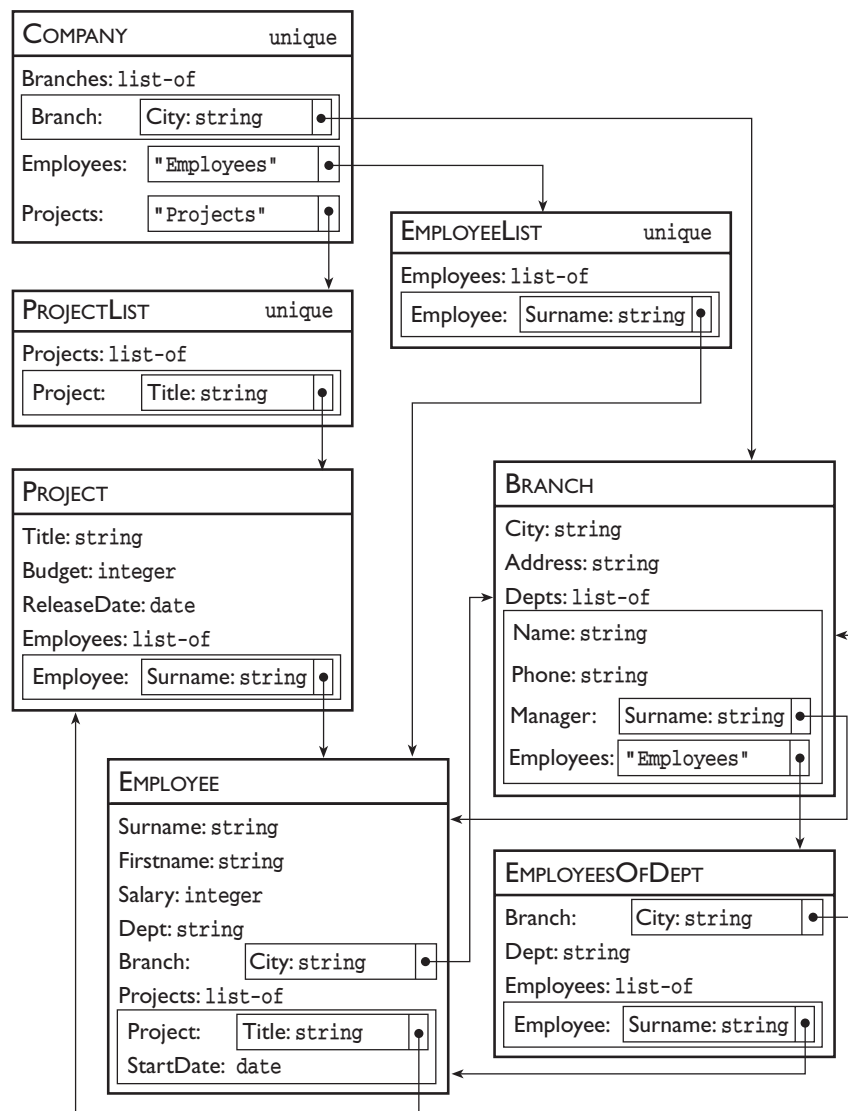 COMPANY unique
Branches: list-of
Branch: City: string
Employees: "Employees"
Projects: "Projects"
EMPLOYEELIST unique
Employees: list-of
Employee: Surname: string
PROJECTLIST unique
Projects: list-of
Project: Title: string
PROJECT
Title: string
Budget: integer
ReleaseDate: date
Employees: list-of
Employee: Surname: string
BRANCH
City: string
Address: string
Depts: list-of
Name: string
Phone: string
Manager: Surname: string
Employees: "Employees"
EMPLOYEE
Surname: string
Firstname: string
Salary: integer
Dept: string
Branch: City: string
Projects: list-of
Project: Title: string
StartDate: date
EMPLOYEESOFDEPT
Branch: City: string
Dept: string
Employees: list-of
Employee: Surname: string